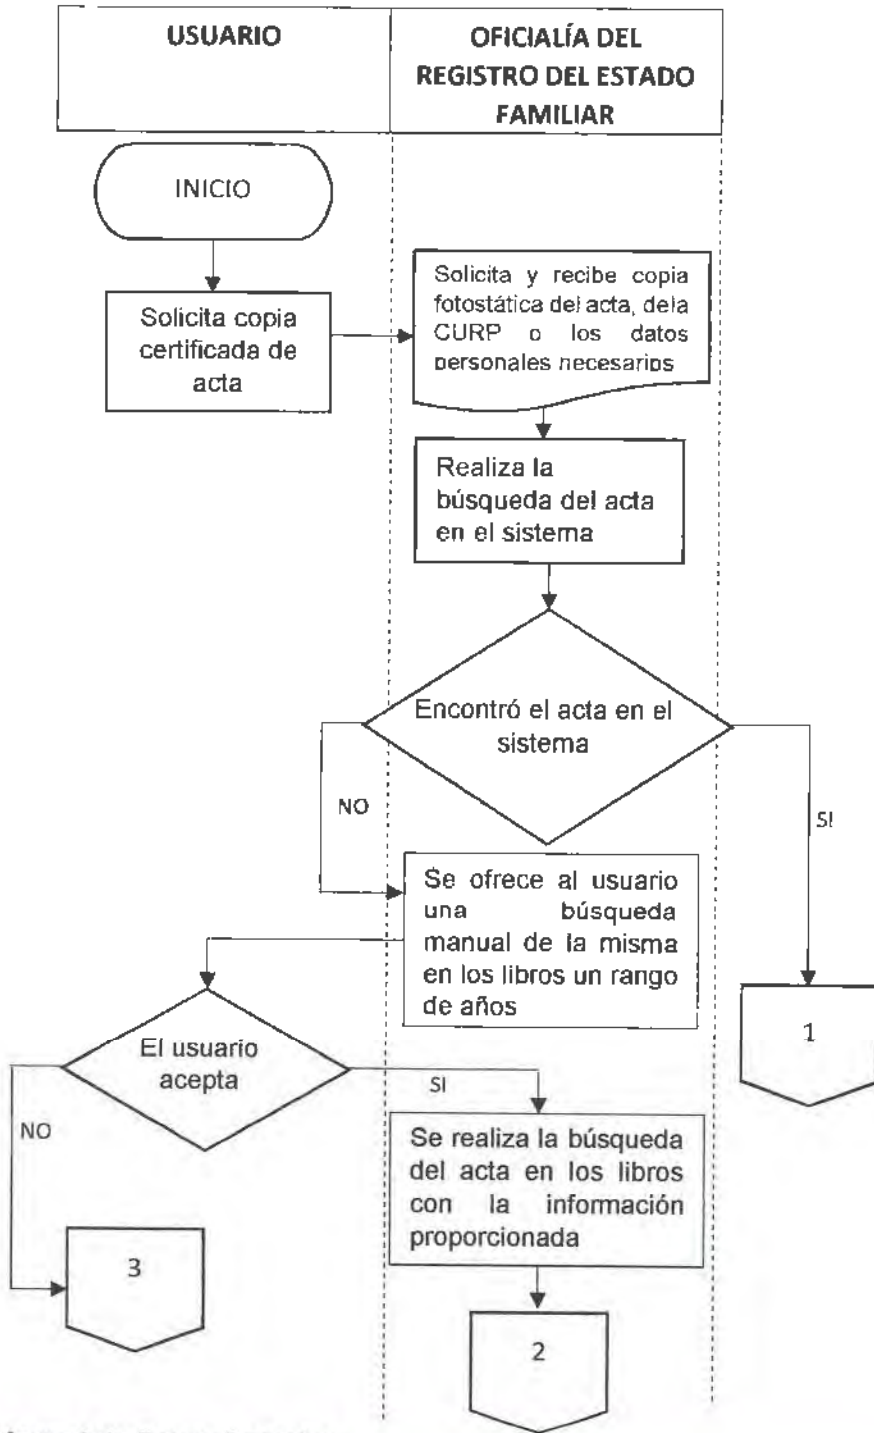 USUARIO
OFICIALÍA DEL
REGISTRO DEL ESTADO
FAMILIAR
INICIO
Solicita copia
certificada de
acta
Solicita y recibe copia
fotostática del acta, dela
CURP o los datos
personales necesarios
Realiza la
búsqueda del acta
en el sistema
Encontró el acta en el
sistema
NO
SI
Se ofrece al usuario
una búsqueda
manual de la misma
en los libros un rango
de años
1
El usuario
acepta
SI
NO
Se realiza la búsqueda
del acta en los libros
con la información
proporcionada
3
2